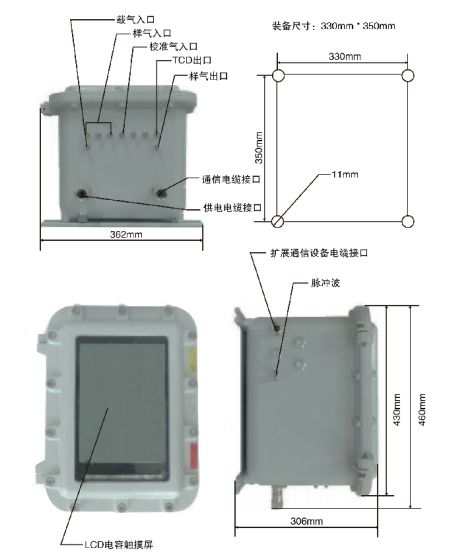 载气入口
样气入口
校准气入口
TCD出口
样气出口
通信电缆接口
供电电缆接口
362mm
装备尺寸：330mm * 350mm
330mm
350mm
11mm
扩展通信设备电缆接口
脉冲波
430mm
460mm
306mm
LCD电容触摸屏